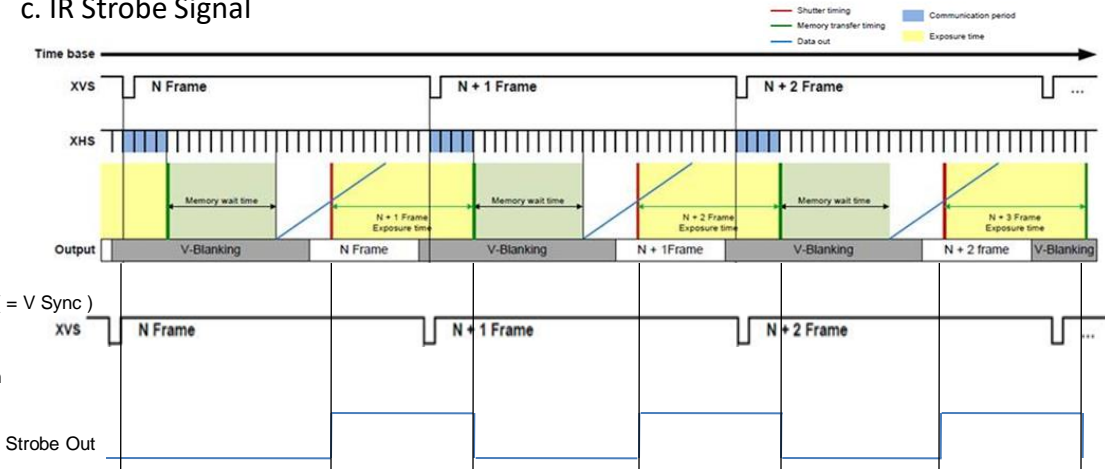 c. IR Strobe Signal
Shutter timing
Memory transfer timing
Data out
Communication period
Exposure time
Time base
XVS N Frame N + 1 Frame N + 2 Frame ...
XHS
Memory wait time Memory wait time Memory wait time
N + 1 Frame
Exposure time
N + 2 Frame
Exposure time
N + 3 Frame
Exposure time
Output V-Blanking N Frame V-Blanking N + 1Frame V-Blanking N + 2 frame V-Blanking
= V Sync )
XVS N Frame N + 1 Frame N + 2 Frame ...
Strobe Out